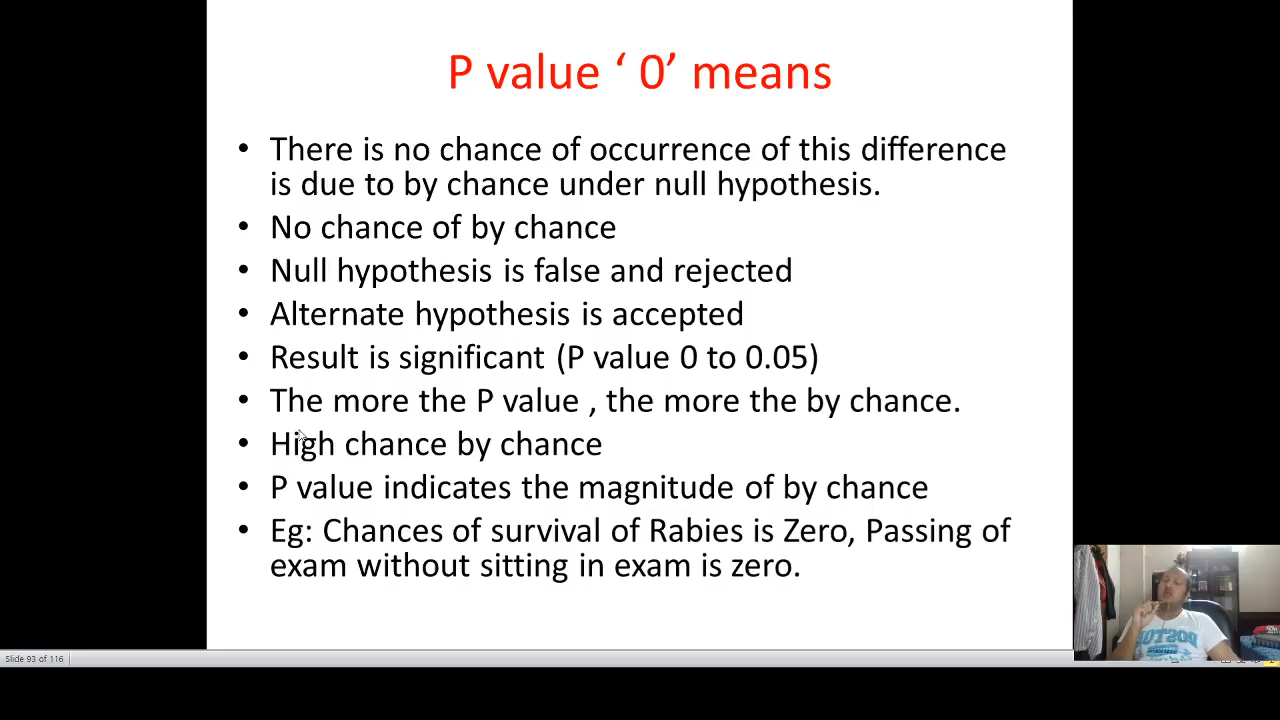 P value ‘ 0’ means
• There is no chance of occurrence of this difference
is due to by chance under null hypothesis.
• No chance of by chance
• Null hypothesis is false and rejected
• Alternate hypothesis is accepted
• Result is significant (P value 0 to 0.05)
• The more the P value , the more the by chance.
• High chance by chance
• P value indicates the magnitude of by chance
• Eg: Chances of survival of Rabies is Zero, Passing of
exam without sitting in exam is zero.
Slide 93 of 116